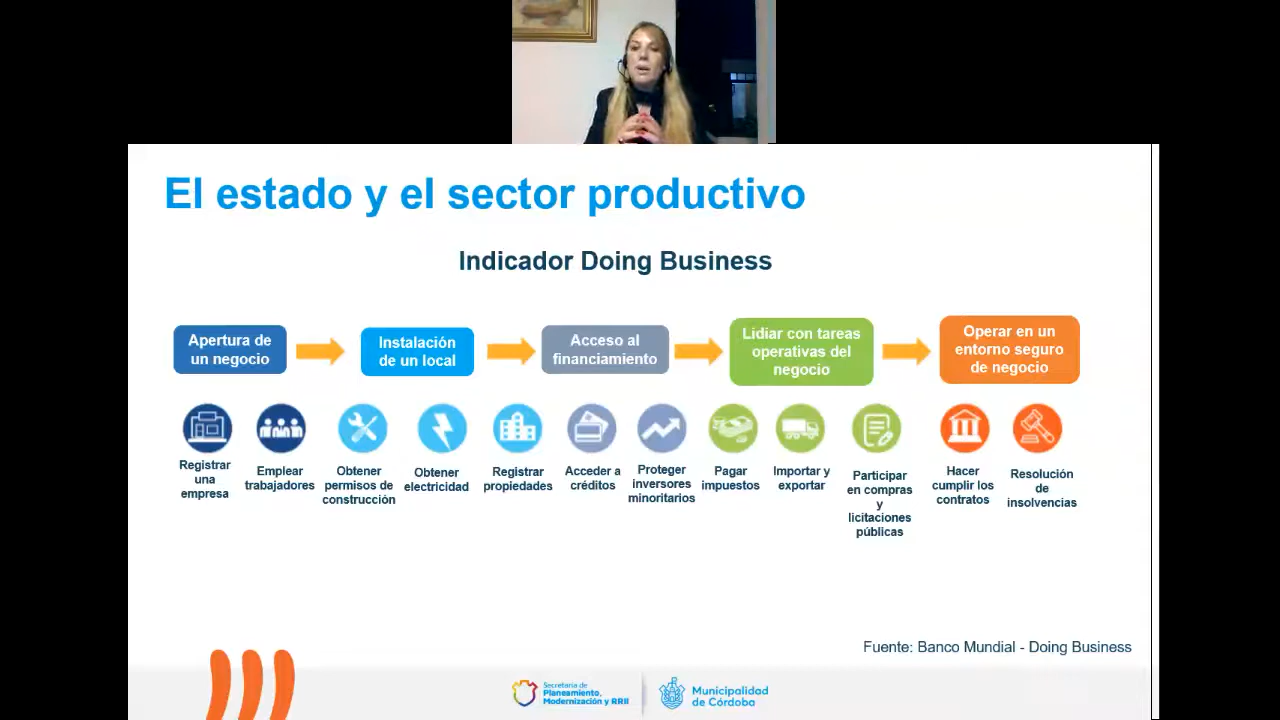 El estado y el sector productivo
Indicador Doing Business
Apertura de
un negocio
Instalación
de un local
Acceso al
financiamiento
Lidiar con tareas
operativas del
negocio
Operar en un
entorno seguro
de negocio
Registrar
una
empresa
Emplear
trabajadores
Obtener
permisos de
construcción
Obtener
electricidad
Registrar
propiedades
Acceder a
créditos
Proteger
inversores
minoritarios
Pagar
impuestos
Importar y
exportar
Participar
en compras
y
licitaciones
públicas
Hacer
cumplir los
contratos
Resolución
de
insolvencias
Fuente: Banco Mundial - Doing Business
Secretaría de
Planeamiento,
Modernización y RRII
Municipalidad
de Córdoba